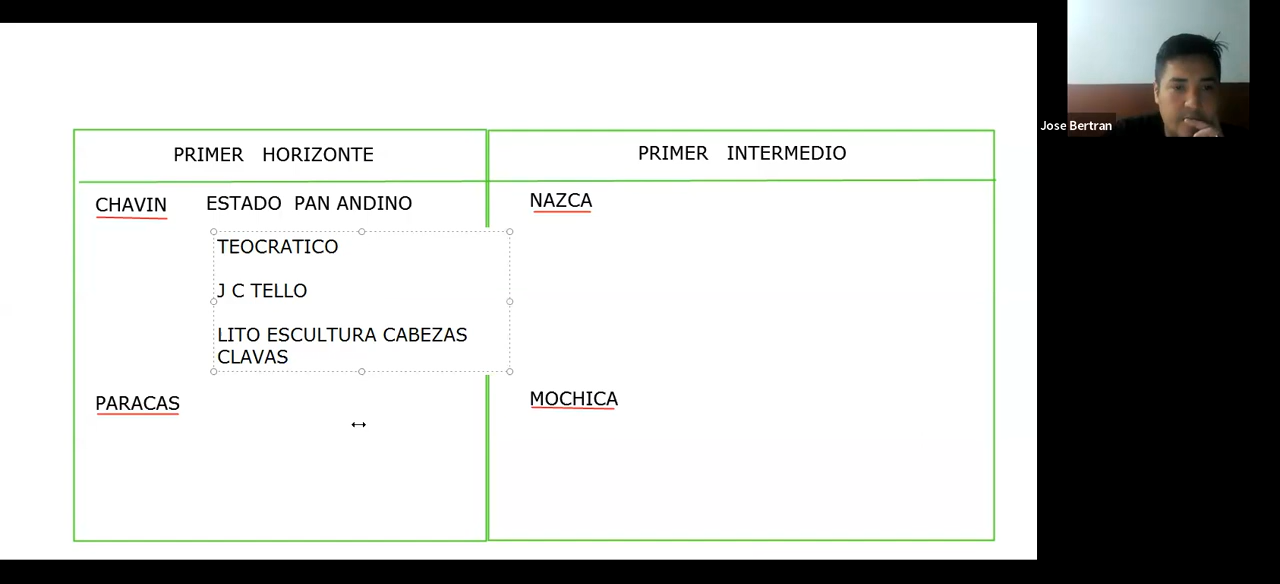 PRIMER HORIZONTE
PRIMER INTERMEDIO
CHAVIN ESTADO PAN ANDINO
TEOCRATICO
J C TELLO
LITO ESCULTURA CABEZAS
CLAVAS
PARACAS
NAZCA
MOCHICA
Jose Bertran